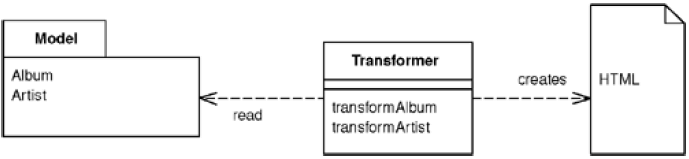 Model
Album
Artist
read
Transformer
transformAlbum
transformArtist
creates
HTML